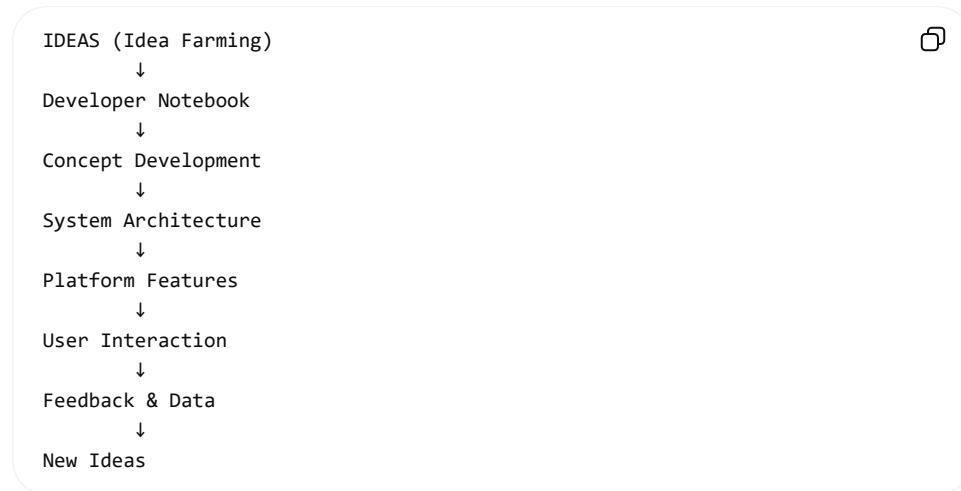 IDEAS (Idea Farming)
↓
Developer Notebook
↓
Concept Development
↓
System Architecture
↓
Platform Features
↓
User Interaction
↓
Feedback & Data
↓
New Ideas